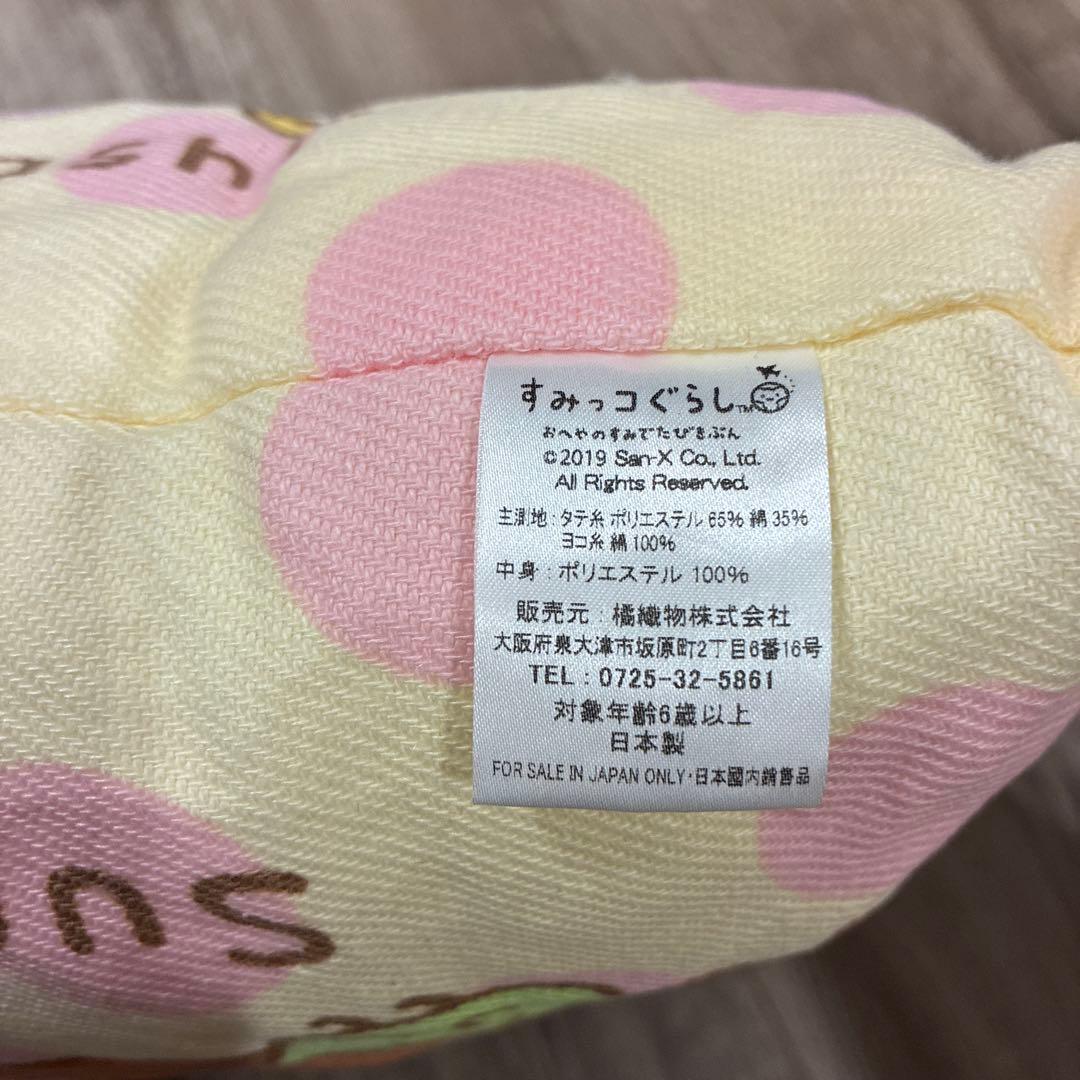 すみっコぐらし™
おへやのすみでたびきぶん
©2019 San-X Co., Ltd.
All Rights Reserved.
主測地:タテ糸 ポリエステル 65% 綿 35%
ヨコ糸 綿 100%
中身:ポリエステル 100%
販売元:橘織物株式会社
大阪府泉大津市坂原町2丁目6番16号
TEL:0725-32-5861
対象年齢6歳以上
日本製
FOR SALE IN JAPAN ONLY・日本國内銷售品
Su